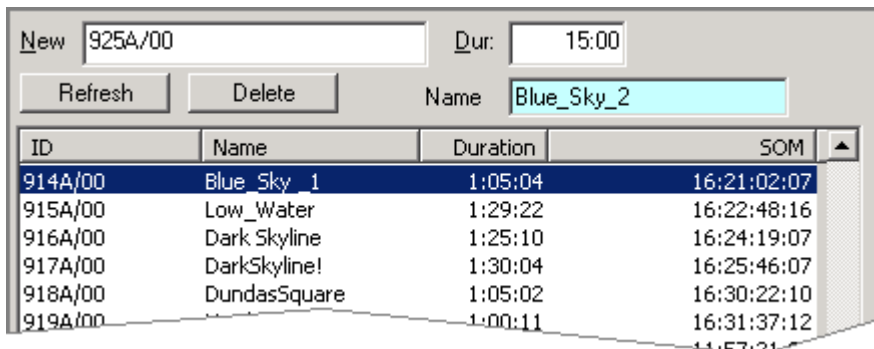 New 925A/00 Dur: 15:00
Refresh Delete Name Blue_Sky_2
ID Name Duration SOM
914A/00 Blue_Sky _1 1:05:04 16:21:02:07
915A/00 Low_Water 1:29:22 16:22:48:16
916A/00 Dark Skyline 1:25:10 16:24:19:07
917A/00 DarkSkyline! 1:30:04 16:25:46:07
918A/00 DundasSquare 1:05:02 16:30:22:10
919A/00 1:00:11 16:31:37:12